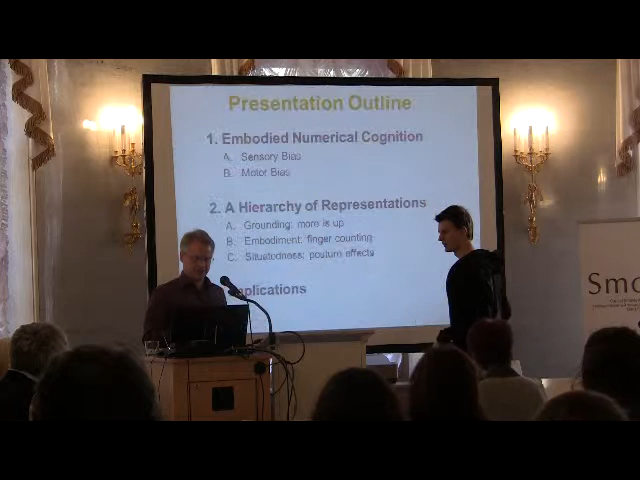 Presentation Outline
1. Embodied Numerical Cognition
A. Sensory Bias
B. Motor Bias
2. A Hierarchy of Representations
A. Grounding: more is up
B. Embodiment: finger counting
C. Situatedness: posture effects
plications
Smo